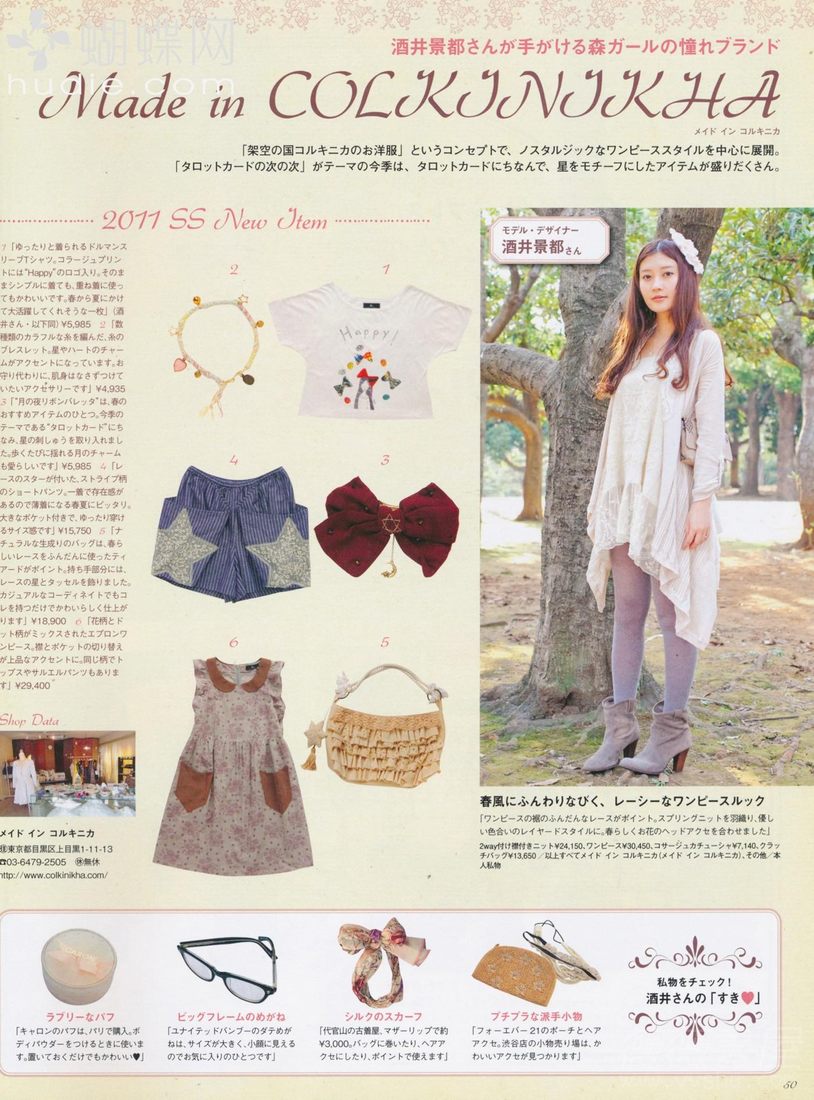 蝴蝶网
hudie.com
酒井景都さんが手がける森ガールの憧れブランド
Made in COLKINIKHA
メイド イン コルキニカ
「架空の国コルキニカのお洋服」というコンセプトで、ノスタルジックなワンピーススタイルを中心に展開。
「タロットカードの次の次」がテーマの今季は、タロットカードにちなんで、星をモチーフにしたアイテムが盛りだくさん。
2011 SS New Item
1「ゆったりと着られるドルマンス
リーブTシャツ。コラージュプリン
トには"Happy"のロゴ入り。そのま
まシンプルに着ても、重ね着に使っ
てもかわいいです。春から夏にかけ
て大活躍してくれそうな一枚」(酒
井さん・以下同)¥5,985 2「数
種類のカラフルな糸を編んだ、糸の
ブレスレット。星やハートのチャー
ムがアクセントになっています。お
守り代わりに、肌身はなさずつけて
いたいアクセサリーです」¥4,935
3「"月の夜リボンバレッタ"は、春の
おすすめアイテムのひとつ。今季の
テーマである"タロットカード"にち
なみ、星の刺しゅうを取り入れまし
た。歩くたびに揺れる月のチャーム
も愛らしいです」¥5,985 4「レ
ースのスターが付いた、ストライプ柄
のショートパンツ。一着で存在感が
あるので薄着になる春夏にピッタリ。
大きなポケット付きで、ゆったり穿け
るサイズ感です」¥15,750 5「ナ
チュラルな生成りのバッグは、春ら
しいレースをふんだんに使ったティ
アードがポイント。持ち手部分には、
レースの星とタッセルを飾りました。
カジュアルなコーディネイトでもコ
レを持つだけでかわいらしく仕上が
ります」¥18,900 6「花柄とド
ット柄がミックスされたエプロンワ
ンピース。襟とポケットの切り替え
が上品なアクセントに。同じ柄でト
ップスやサルエルパンツもありま
す」¥29,400
2
1
Happy!
4
3
6
5
モデル・デザイナー
酒井景都さん
Shop Data
メイド イン コルキニカ
㊟東京都目黒区上目黒1-11-13
☎03-6479-2505 ㊡無休
http://www.colkinikha.com/
春風にふんわりなびく、レーシーなワンピースルック
「ワンピースの裾のふんだんなレースがポイント。スプリングニットを羽織り、優し
い色合いのレイヤードスタイルに。春らしくお花のヘッドアクセを合わせました」
2way付け襟付きニット¥24,150、ワンピース¥30,450、コサージュカチューシャ¥7,140、クラッ
チバッグ¥13,650/以上すべてメイド イン コルキニカ(メイド イン コルキニカ)、その他/本
人私物
ラブリーなパフ
「キャロンのパフは、パリで購入。ボ
ディパウダーをつけるときに使いま
す。置いておくだけでもかわいい♥」
ビッグフレームのめがね
「ユナイテッドバンブーのダテめが
ねは、サイズが大きく、小顔に見える
のでお気に入りのひとつです」
シルクのスカーフ
「代官山の古着屋、マザーリップで約
¥3,000。バッグに巻いたり、ヘアア
クセにしたり、ポイントで使えます」
プチプラな派手小物
「フォーエバー21のポーチとヘア
アクセ。渋谷店の小物売り場は、か
わいいアクセが見つかります」
私物をチェック!
酒井さんの「すき♥」
50